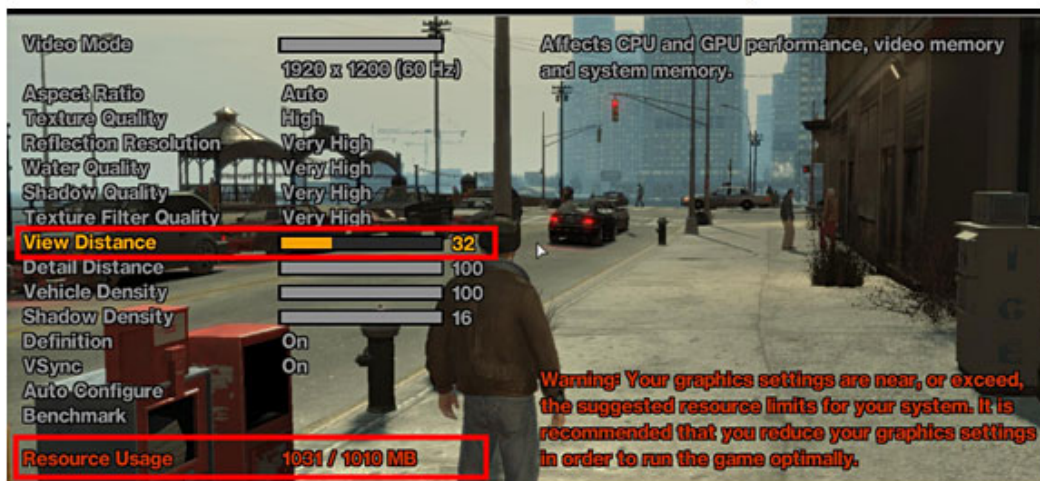 Video Mode
1920 x 1200 (60 Hz)
Aspect Ratio Auto
Texture Quality High
Reflection Resolution Very High
Water Quality Very High
Shadow Quality Very High
Texture Filter Quality Very High
View Distance 32
Detail Distance 100
Vehicle Density 100
Shadow Density 16
Definition On
VSync On
Auto Configure
Benchmark
Resource Usage 1031 / 1010 MB
Affects CPU and GPU performance, video memory
and system memory.
Warning: Your graphics settings are near, or exceed,
the suggested resource limits for your system. It is
recommended that you reduce your graphics settings
in order to run the game optimally.